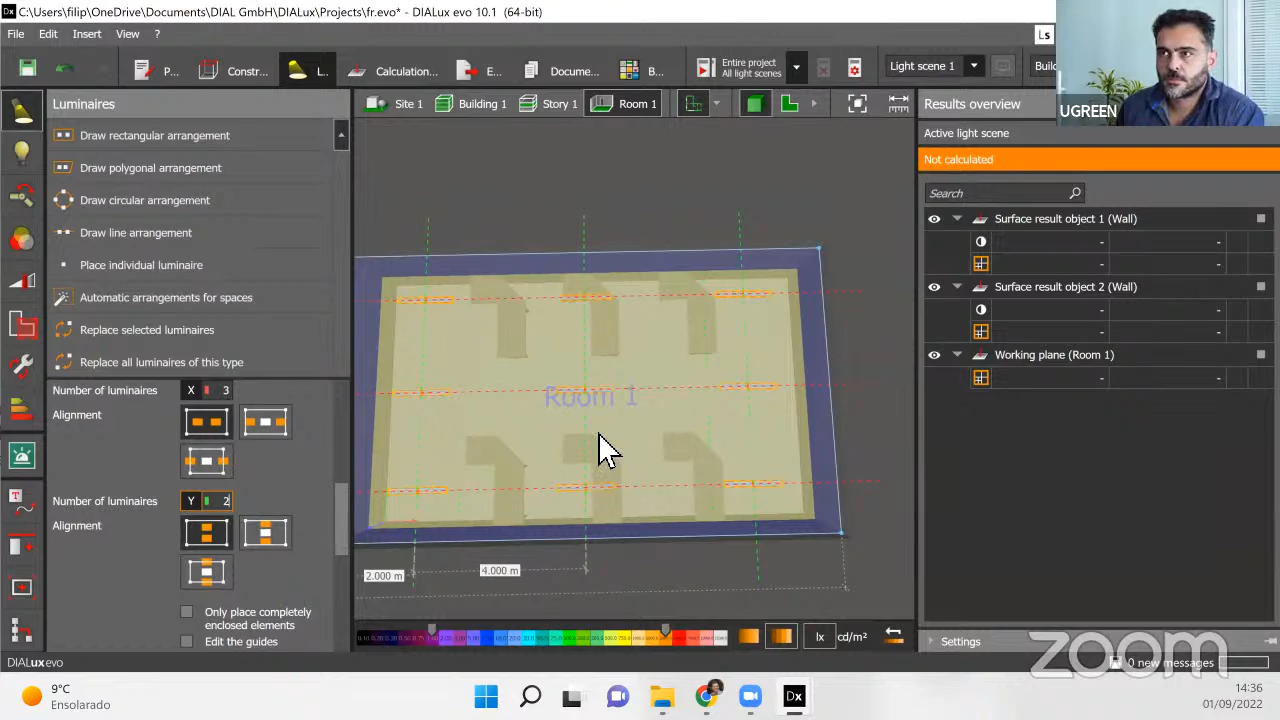 C:\Users\filip\OneDrive\Documents\DIAL GmbH\DIALux\Projects\fr.evo* - DIALux evo 10.1 (64-bit)
File Edit Insert View ?
P... Constr... L... E... Entire project
All light scenes
Light scene 1
Luminaires
Site 1 Building 1 Room 1
Results overview
UGREEN
Draw rectangular arrangement
Draw polygonal arrangement
Draw circular arrangement
Draw line arrangement
Place individual luminaire
Automatic arrangements for spaces
Replace selected luminaires
Replace all luminaires of this type
Number of luminaires X 3
Alignment
Number of luminaires Y 2
Alignment
Only place completely
enclosed elements
Edit the guides
Room 1
2.000 m
4.000 m
lx cd/m²
Active light scene
Not calculated
Search
Surface result object 1 (Wall)
- -
- -
Surface result object 2 (Wall)
- -
- -
Working plane (Room 1)
- -
Settings
DIALux evo
0 new messages
zoom
9°C
Ensolei...
14:36
01/09/2022